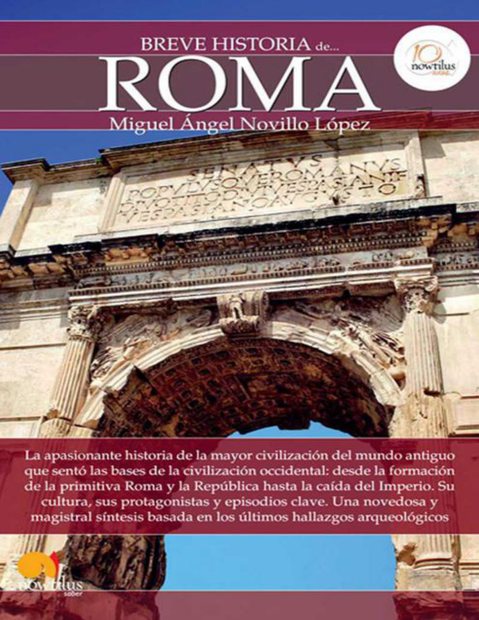 BREVE HISTORIA de...
ROMA
Miguel Ángel Novillo López
nowtilus
SENATVS
POPVLVSQVE ROMANVS
La apasionante historia de la mayor civilización del mundo antiguo
que sentó las bases de la civilización occidental: desde la formación
de la primitiva Roma y la República hasta la caída del Imperio. Su
cultura, sus protagonistas y episodios clave. Una novedosa y
magistral síntesis basada en los últimos hallazgos arqueológicos
nowtilus
saber